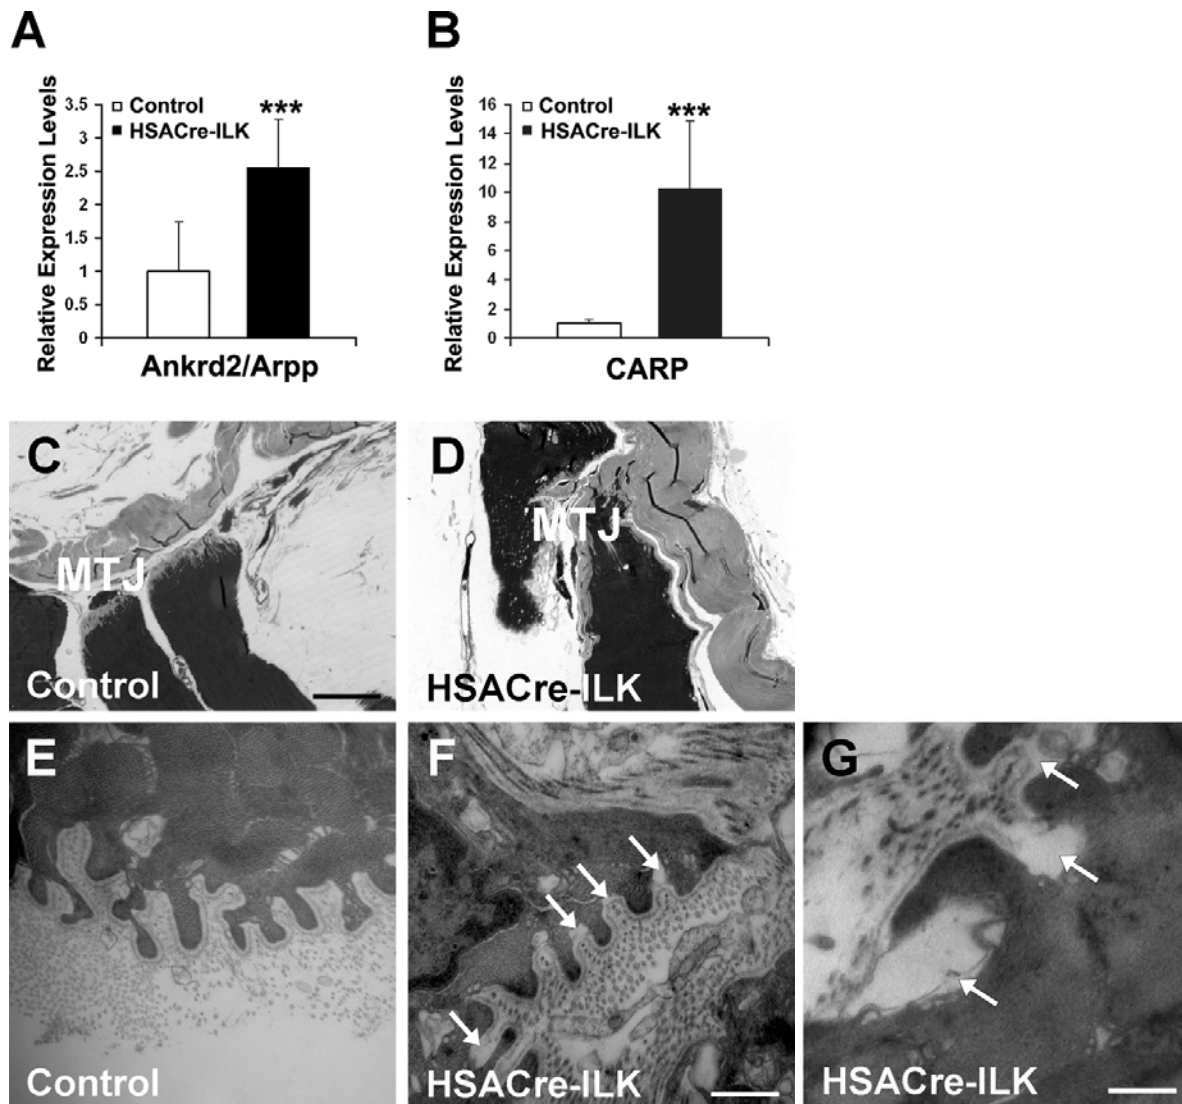 A
Relative Expression Levels
3.5
3
2.5
2
1.5
1
0.5
0
Control
HSACre-ILK
***
Ankrd2/Arpp
B
Relative Expression Levels
16
14
12
10
8
6
4
2
0
Control
HSACre-ILK
***
CARP
C
MTJ
Control
D
MTJ
HSACre-ILK
E
Control
F
HSACre-ILK
G
HSACre-ILK